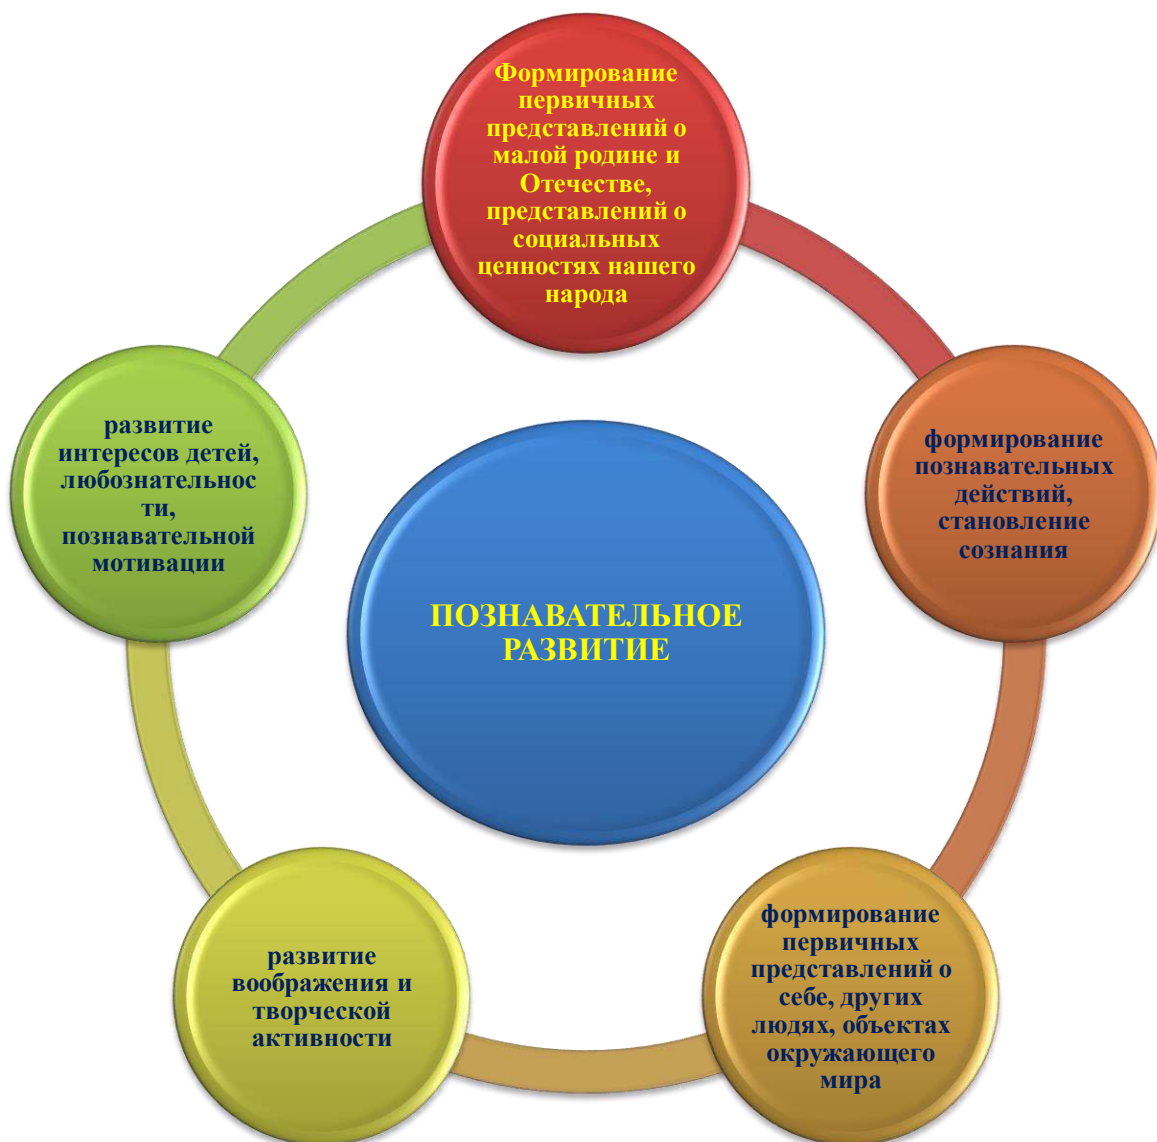 Формирование
первичных
представлений о
малой родине и
Отечестве,
представлений о
социальных
ценностях нашего
народа
развитие
интересов детей,
любознательнос
ти,
познавательной
мотивации
формирование
познавательных
действий,
становление
сознания
ПОЗНАВАТЕЛЬНОЕ
РАЗВИТИЕ
развитие
воображения и
творческой
активности
формирование
первичных
представлений о
себе, других
людях, объектах
окружающего
мира